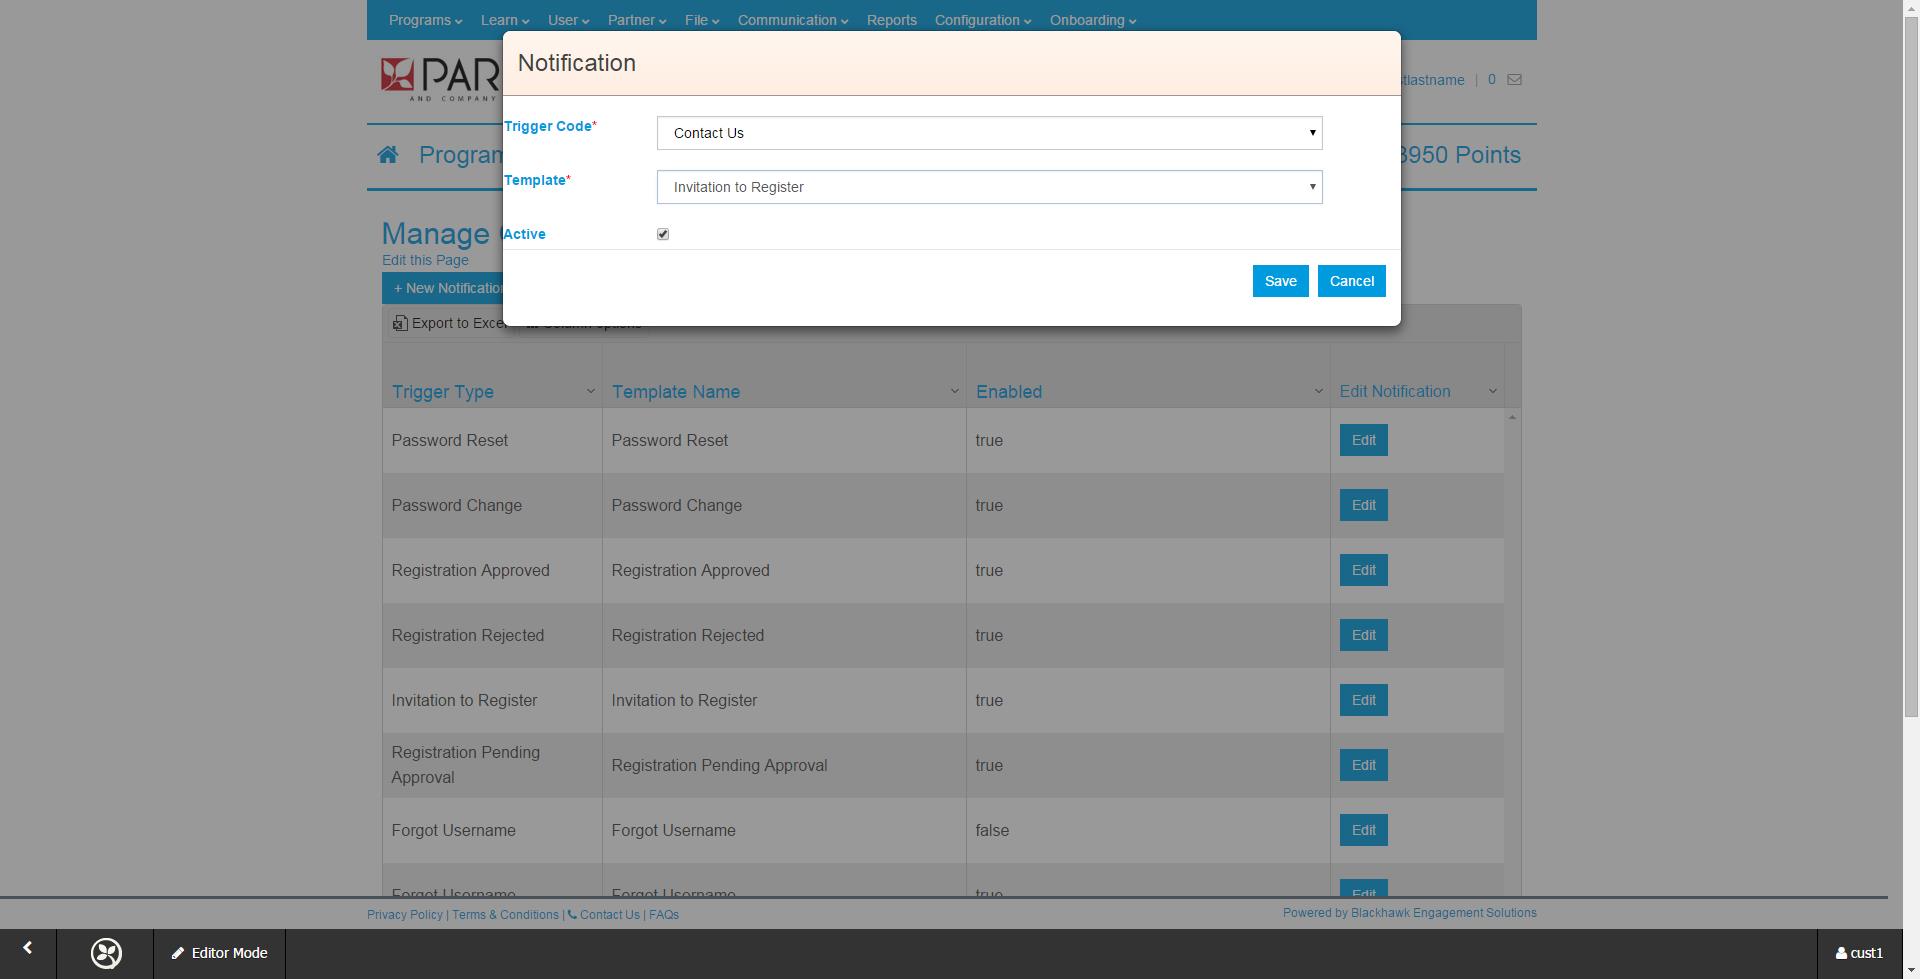 Programs Learn User Partner File Communication Reports Configuration Onboarding
Notification
PAR
AND COMPANY
stlastname | 0
Trigger Code* Contact Us
Template* Invitation to Register
Active
Save Cancel
Program
3950 Points
Manage
Edit this Page
+ New Notification
Export to Excel
Trigger Type Template Name Enabled Edit Notification
Password Reset Password Reset true Edit
Password Change Password Change true Edit
Registration Approved Registration Approved true Edit
Registration Rejected Registration Rejected true Edit
Invitation to Register Invitation to Register true Edit
Registration Pending
Approval Registration Pending Approval true Edit
Forgot Username Forgot Username false Edit
Forgot Username Forgot Username true Edit
Privacy Policy | Terms & Conditions | Contact Us | FAQs
Powered by Blackhawk Engagement Solutions
Editor Mode
cust1